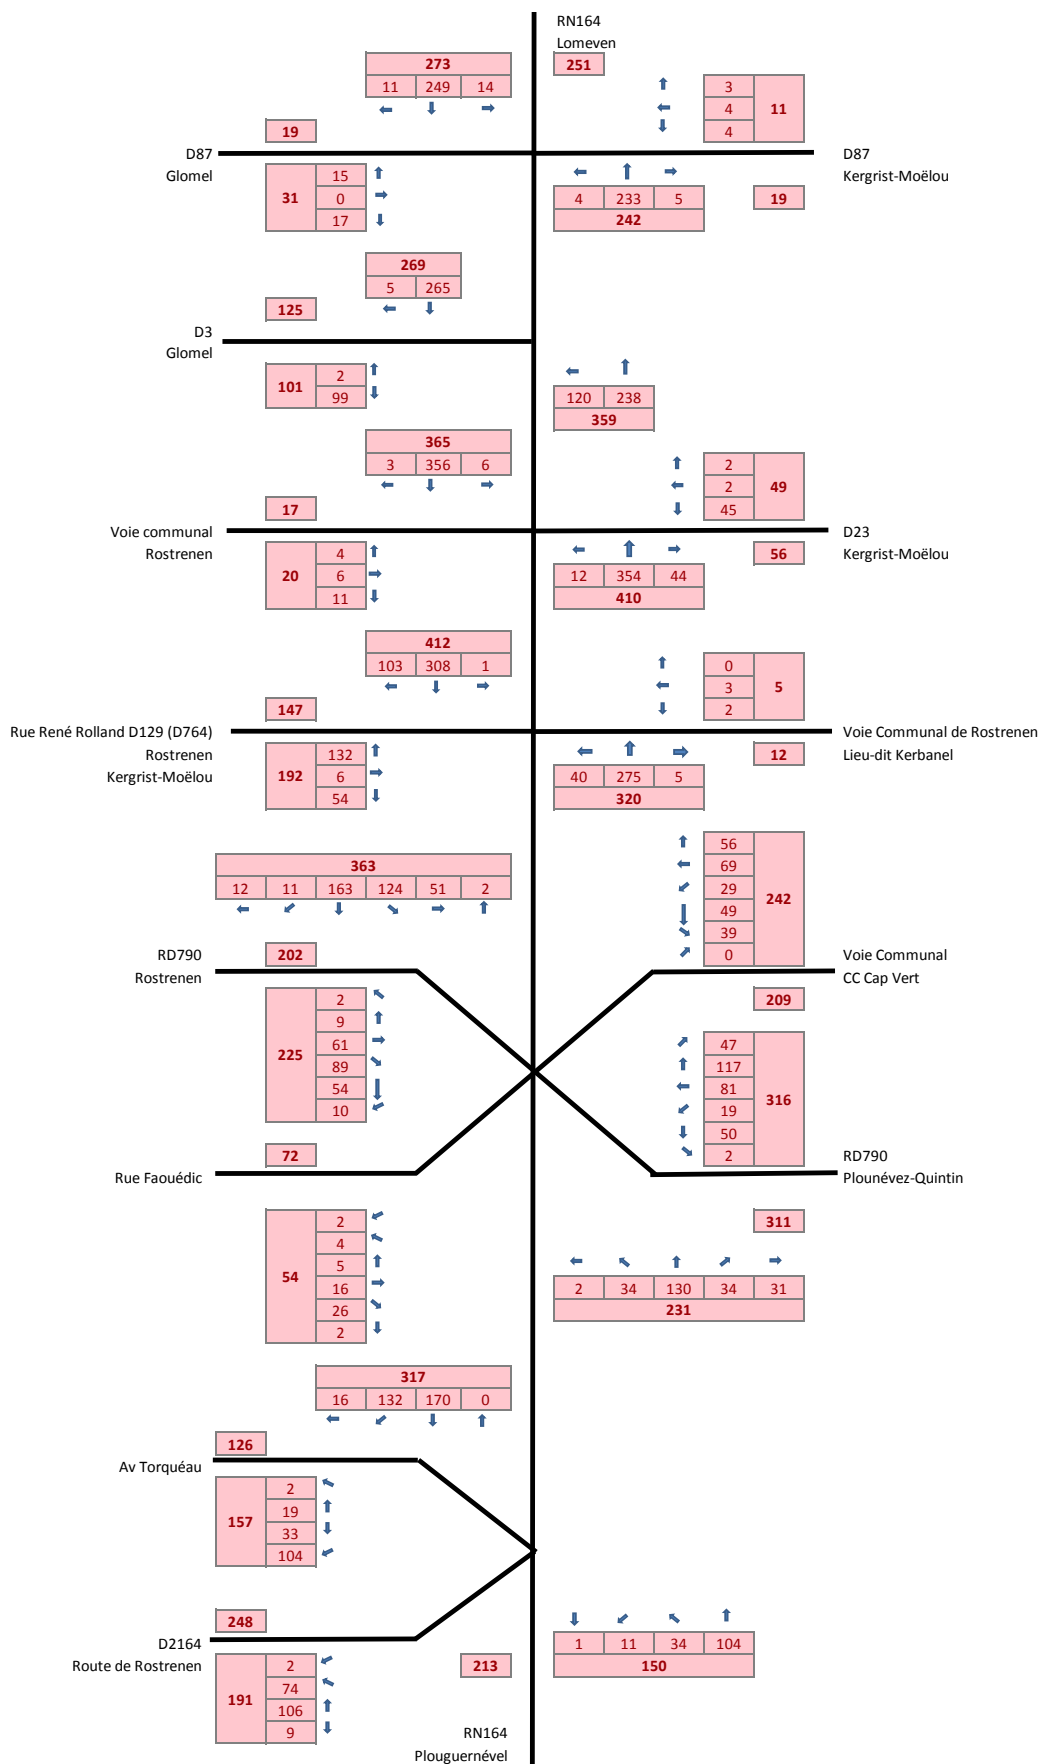 RN164
Lomeven
273
251
11 249 14
3
4
4
11
19
D87
Glomel
D87
Kergrist-Moëlou
31
15
0
17
4 233 5
242
19
269
5 265
125
D3
Glomel
101
2
99
120 238
359
365
3 356 6
2
2
45
49
17
Voie communal
Rostrenen
D23
Kergrist-Moëlou
20
4
6
11
12 354 44
410
56
412
103 308 1
0
3
2
5
147
Rue René Rolland D129 (D764)
Rostrenen
Kergrist-Moëlou
Voie Communal de Rostrenen
Lieu-dit Kerbanel
192
132
6
54
40 275 5
320
12
363
12 11 163 124 51 2
56
69
29
49
39
0
242
202
RD790
Rostrenen
Voie Communal
CC Cap Vert
209
225
2
9
61
89
54
10
47
117
81
19
50
2
316
72
Rue Faouédic
RD790
Plounévez-Quintin
311
54
2
4
5
16
26
2
2 34 130 34 31
231
317
16 132 170 0
126
Av Torquéau
157
2
19
33
104
248
D2164
Route de Rostrenen
213
1 11 34 104
150
191
2
74
106
9
RN164
Plouguernével